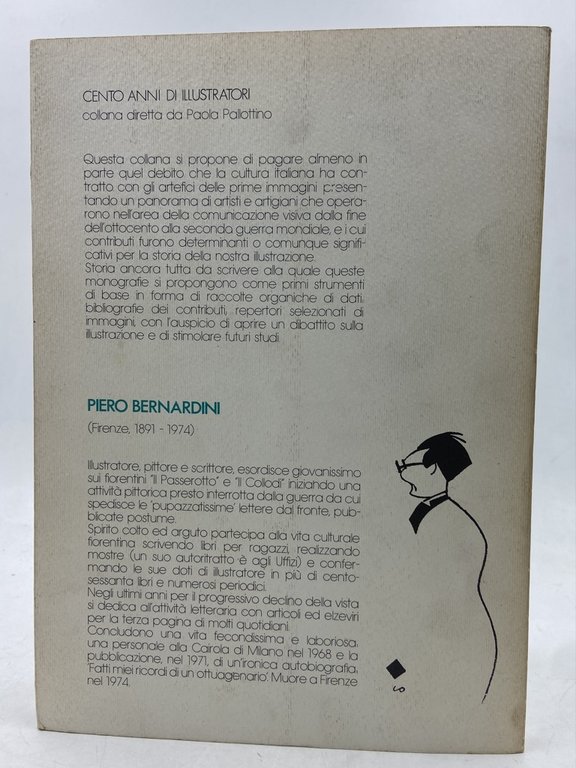 CENTO ANNI DI ILLUSTRATORI
collana diretta da Paola Pallottino
Questa collana si propone di pagare almeno in
parte quel debito che la cultura italiana ha con-
tratto con gli artefici delle prime immagini presen-
tando un panorama di artisti e artigiani che opera-
rono nell'area della comunicazione visiva dalla fine
dell'ottocento alla seconda guerra mondiale, e i cui
contributi furono determinanti o comunque signifi-
cativi per la storia della nostra illustrazione.
Storia ancora tutta da scrivere alla quale queste
monografie si propongono come primi strumenti
di base in forma di raccolte organiche di dati,
bibliografie dei contributi, repertori selezionati di
immagini, con l'auspicio di aprire un dibattito sulla
illustrazione e di stimolare futuri studi
PIERO BERNARDINI
(Firenze, 1891 - 1974)
Illustratore, pittore e scrittore, esordisce giovanissimo
sui fiorentini "Il Passerotto" e "Il Collodi" iniziando una
attività pittorica presto interrotta dalla guerra da cui
spedisce le 'pupazzatissime' lettere dal fronte, pub-
blicate postume.
Spirito colto ed arguto partecipa alla vita culturale
fiorentina scrivendo libri per ragazzi, realizzando
mostre (un suo autoritratto è agli Uffizi) e confer-
mando le sue doti di illustratore in più di cento-
sessanta libri e numerosi periodici.
Negli ultimi anni per il progressivo declino della vista
si dedica all'attività letteraria con articoli ed elzeviri
per la terza pagina di molti quotidiani.
Concludono una vita fecondissima e laboriosa,
una personale alla Cairola di Milano nel 1968 e la
pubblicazione, nel 1971, di un'ironica autobiografia,
'Fatti miei ricordi di un ottuagenario'. Muore a Firenze
nel 1974.